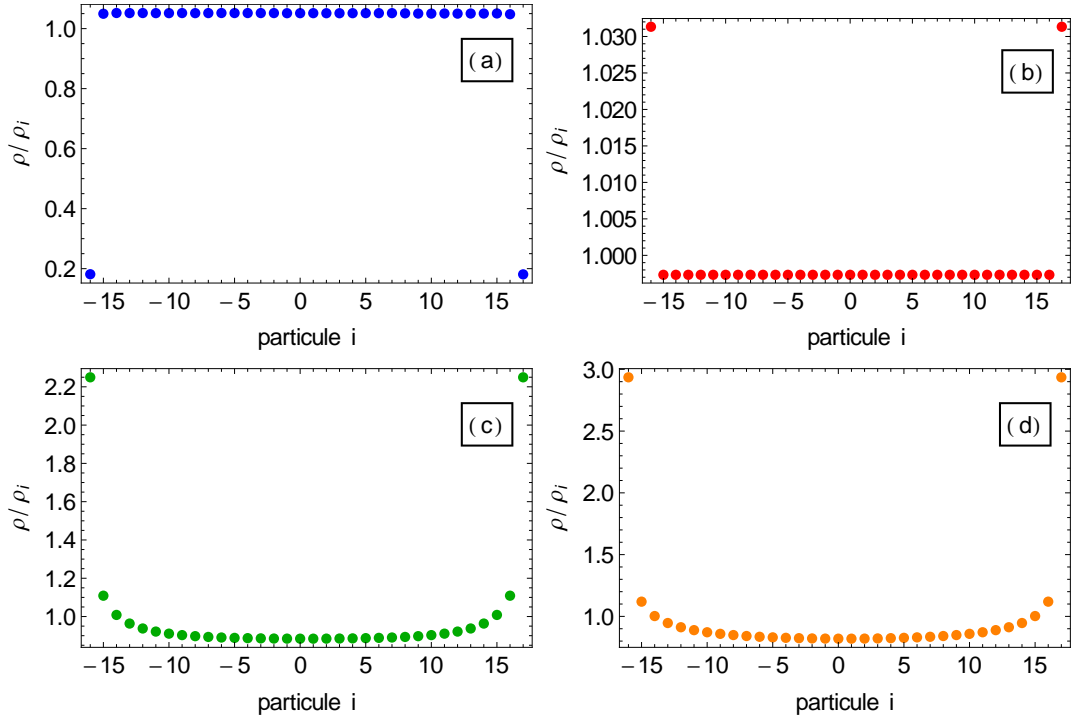 1.0
0.8
0.6
0.4
0.2
ρ/ρi
(a)
−15 −10 −5 0 5 10 15
particule i
1.030
1.025
1.020
1.015
1.010
1.005
1.000
ρ/ρi
(b)
−15 −10 −5 0 5 10 15
particule i
2.2
2.0
1.8
1.6
1.4
1.2
1.0
ρ/ρi
(c)
−15 −10 −5 0 5 10 15
particule i
3.0
2.5
2.0
1.5
1.0
ρ/ρi
(d)
−15 −10 −5 0 5 10 15
particule i